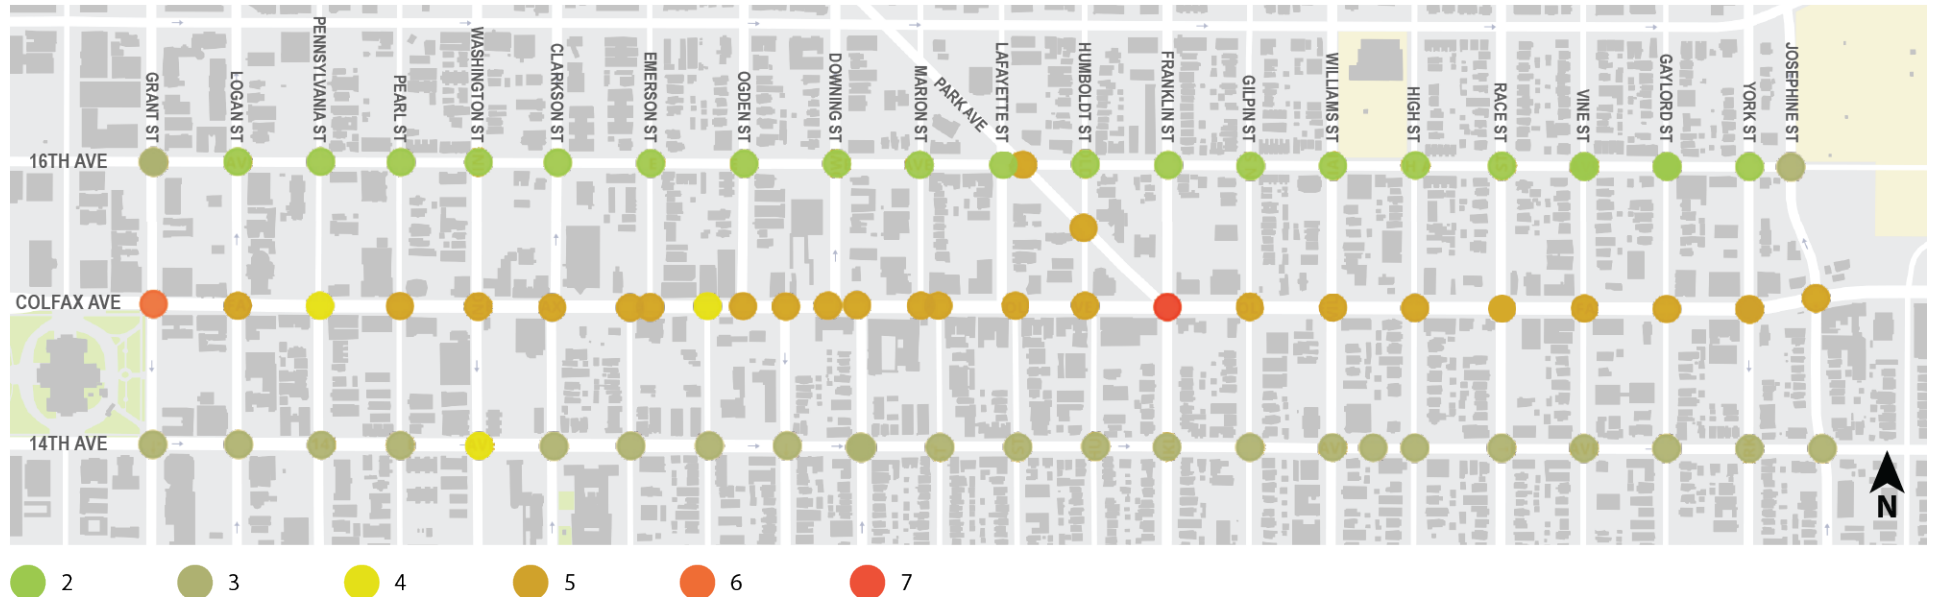 GRANT ST
LOGAN ST
PENNSYLVANIA ST
PEARL ST
WASHINGTON ST
CLARKSON ST
EMERSON ST
OGDEN ST
DOWNING ST
MARION ST
PARK AVE
LAFAYETTE ST
HUMBOLDT ST
FRANKLIN ST
GILPIN ST
WILLIAMS ST
HIGH ST
RACE ST
VINE ST
GAYLORD ST
YORK ST
JOSEPHINE ST
16TH AVE
COLFAX AVE
14TH AVE
N
2 3 4 5 6 7